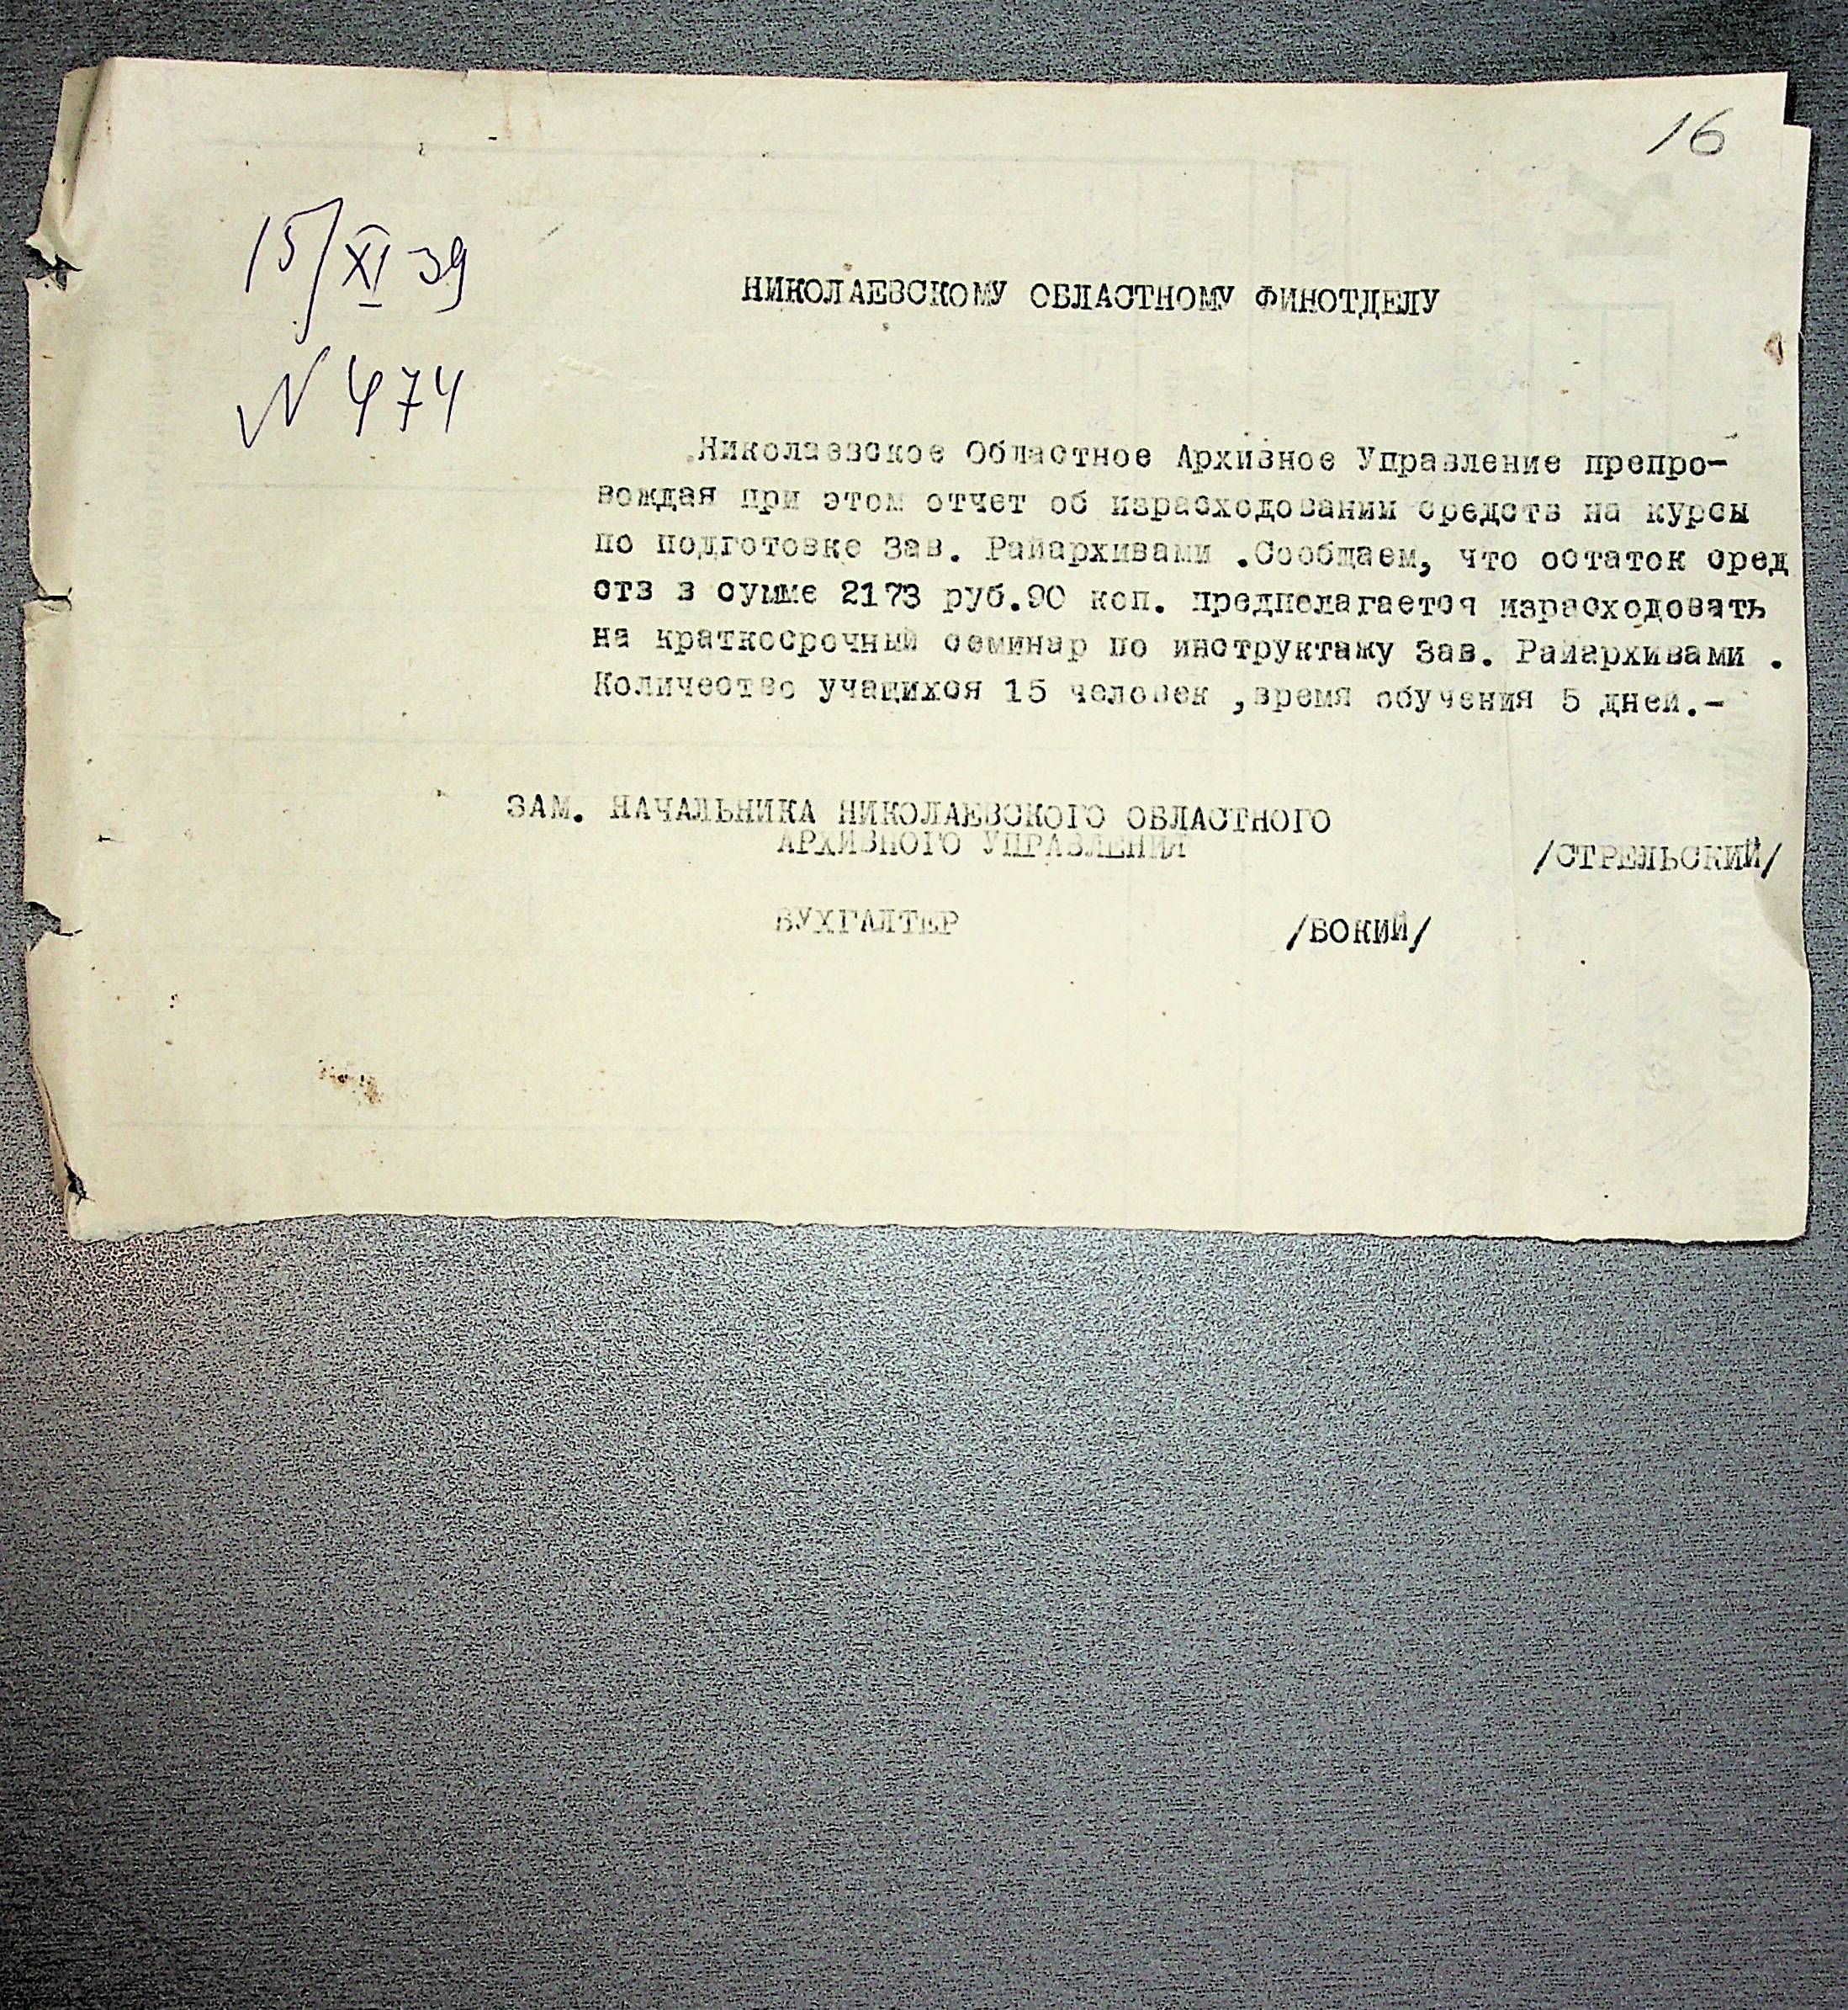 16
15/XI 39
N 474
НИКОЛАЕВСКОМУ ОБЛАСТНОМУ ФИНОТДЕЛУ
Николаевское Областное Архивное Управление препро-
вождая при этом отчет об израсходовании средств на курсы
по подготовке Зав. Райархивами .Сообщаем, что остаток сред
ств в сумме 2173 руб.90 коп. предполагается израсходовать
на краткосрочный семинар по инструктажу Зав. Райархивами .
Количество учащихся 15 человек ,время обучения 5 дней.-
ЗАМ. НАЧАЛЬНИКА НИКОЛАЕВСКОГО ОБЛАСТНОГО
АРХИВНОГО УПРАВЛЕНИЯ /СТРЕЛЬСКИЙ/
БУХГАЛТЕР /БОКИЙ/